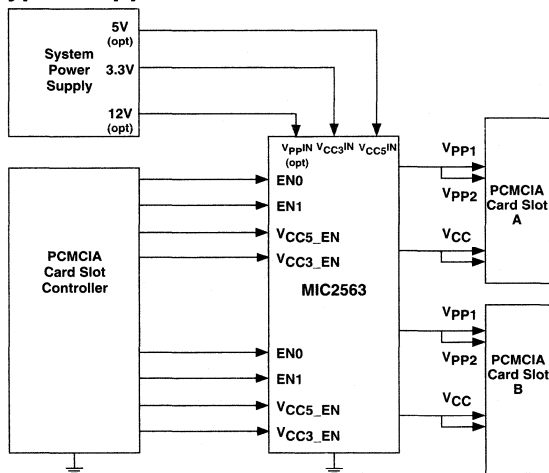 5V
(opt)
System
Power
Supply
3.3V
12V
(opt)
VPPIN VCC3IN VCC5IN
(opt)
EN0
EN1
VCC5_EN
VCC3_EN
PCMCIA
Card Slot
Controller
MIC2563
EN0
EN1
VCC5_EN
VCC3_EN
VPP1
VPP2
VCC
PCMCIA
Card Slot
A
VPP1
VPP2
VCC
PCMCIA
Card Slot
B